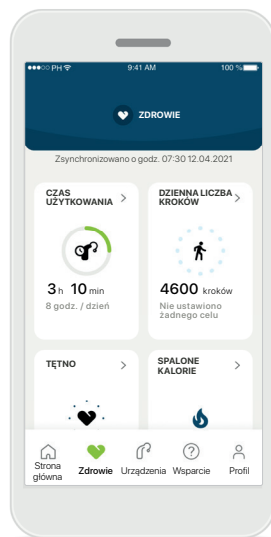 PH 9:41 AM 100 %
ZDROWIE
Zsynchronizowano o godz. 07:30 12.04.2021
CZAS
UŻYTKOWANIA
3 h 10 min
8 godz. / dzień
DZIENNA LICZBA
KROKÓW
4600 kroków
Nie ustawiono
żadnego celu
TĘTNO
SPALONE
KALORIE
Strona
główna
Zdrowie
Urządzenia
Wsparcie
Profil